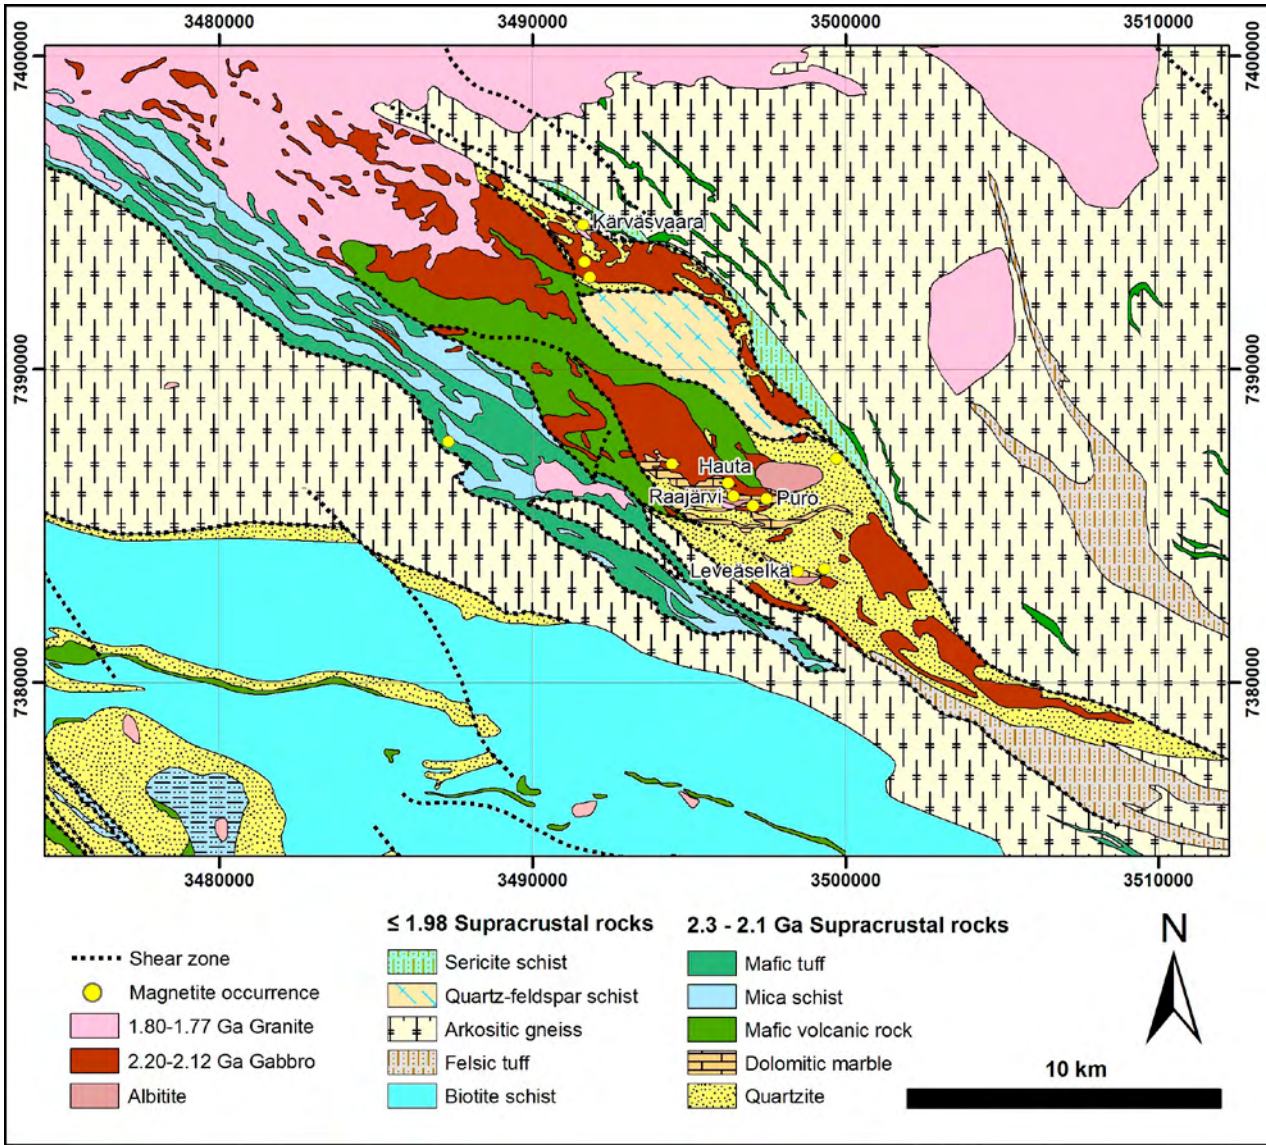 3480000 3490000 3500000 3510000
7400000 7400000
Kärväsvaara
7390000 7390000
Hauta
Raajärvi Puro
Leveäselkä
7380000 7380000
3480000 3490000 3500000 3510000
Shear zone
Magnetite occurrence
1.80-1.77 Ga Granite
2.20-2.12 Ga Gabbro
Albitite
≤ 1.98 Supracrustal rocks
Sericite schist
Quartz-feldspar schist
Arkositic gneiss
Felsic tuff
Biotite schist
2.3 - 2.1 Ga Supracrustal rocks
Mafic tuff
Mica schist
Mafic volcanic rock
Dolomitic marble
Quartzite
N
10 km